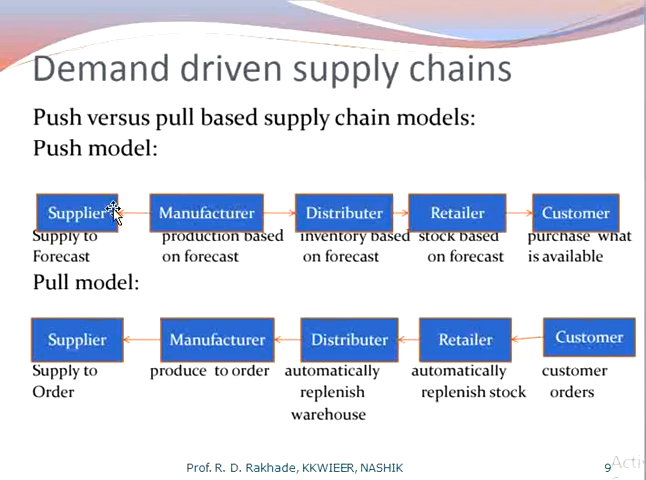 Demand driven supply chains
Push versus pull based supply chain models:
Push model:
Supplier Manufacturer Distributer Retailer Customer
Supply to production based inventory based stock based purchase what
Forecast on forecast on forecast on forecast is available
Pull model:
Supplier Manufacturer Distributer Retailer Customer
Supply to produce to order automatically automatically customer
Order replenish replenish stock orders
warehouse
Prof. R. D. Rakhade, KKWIEER, NASHIK 9